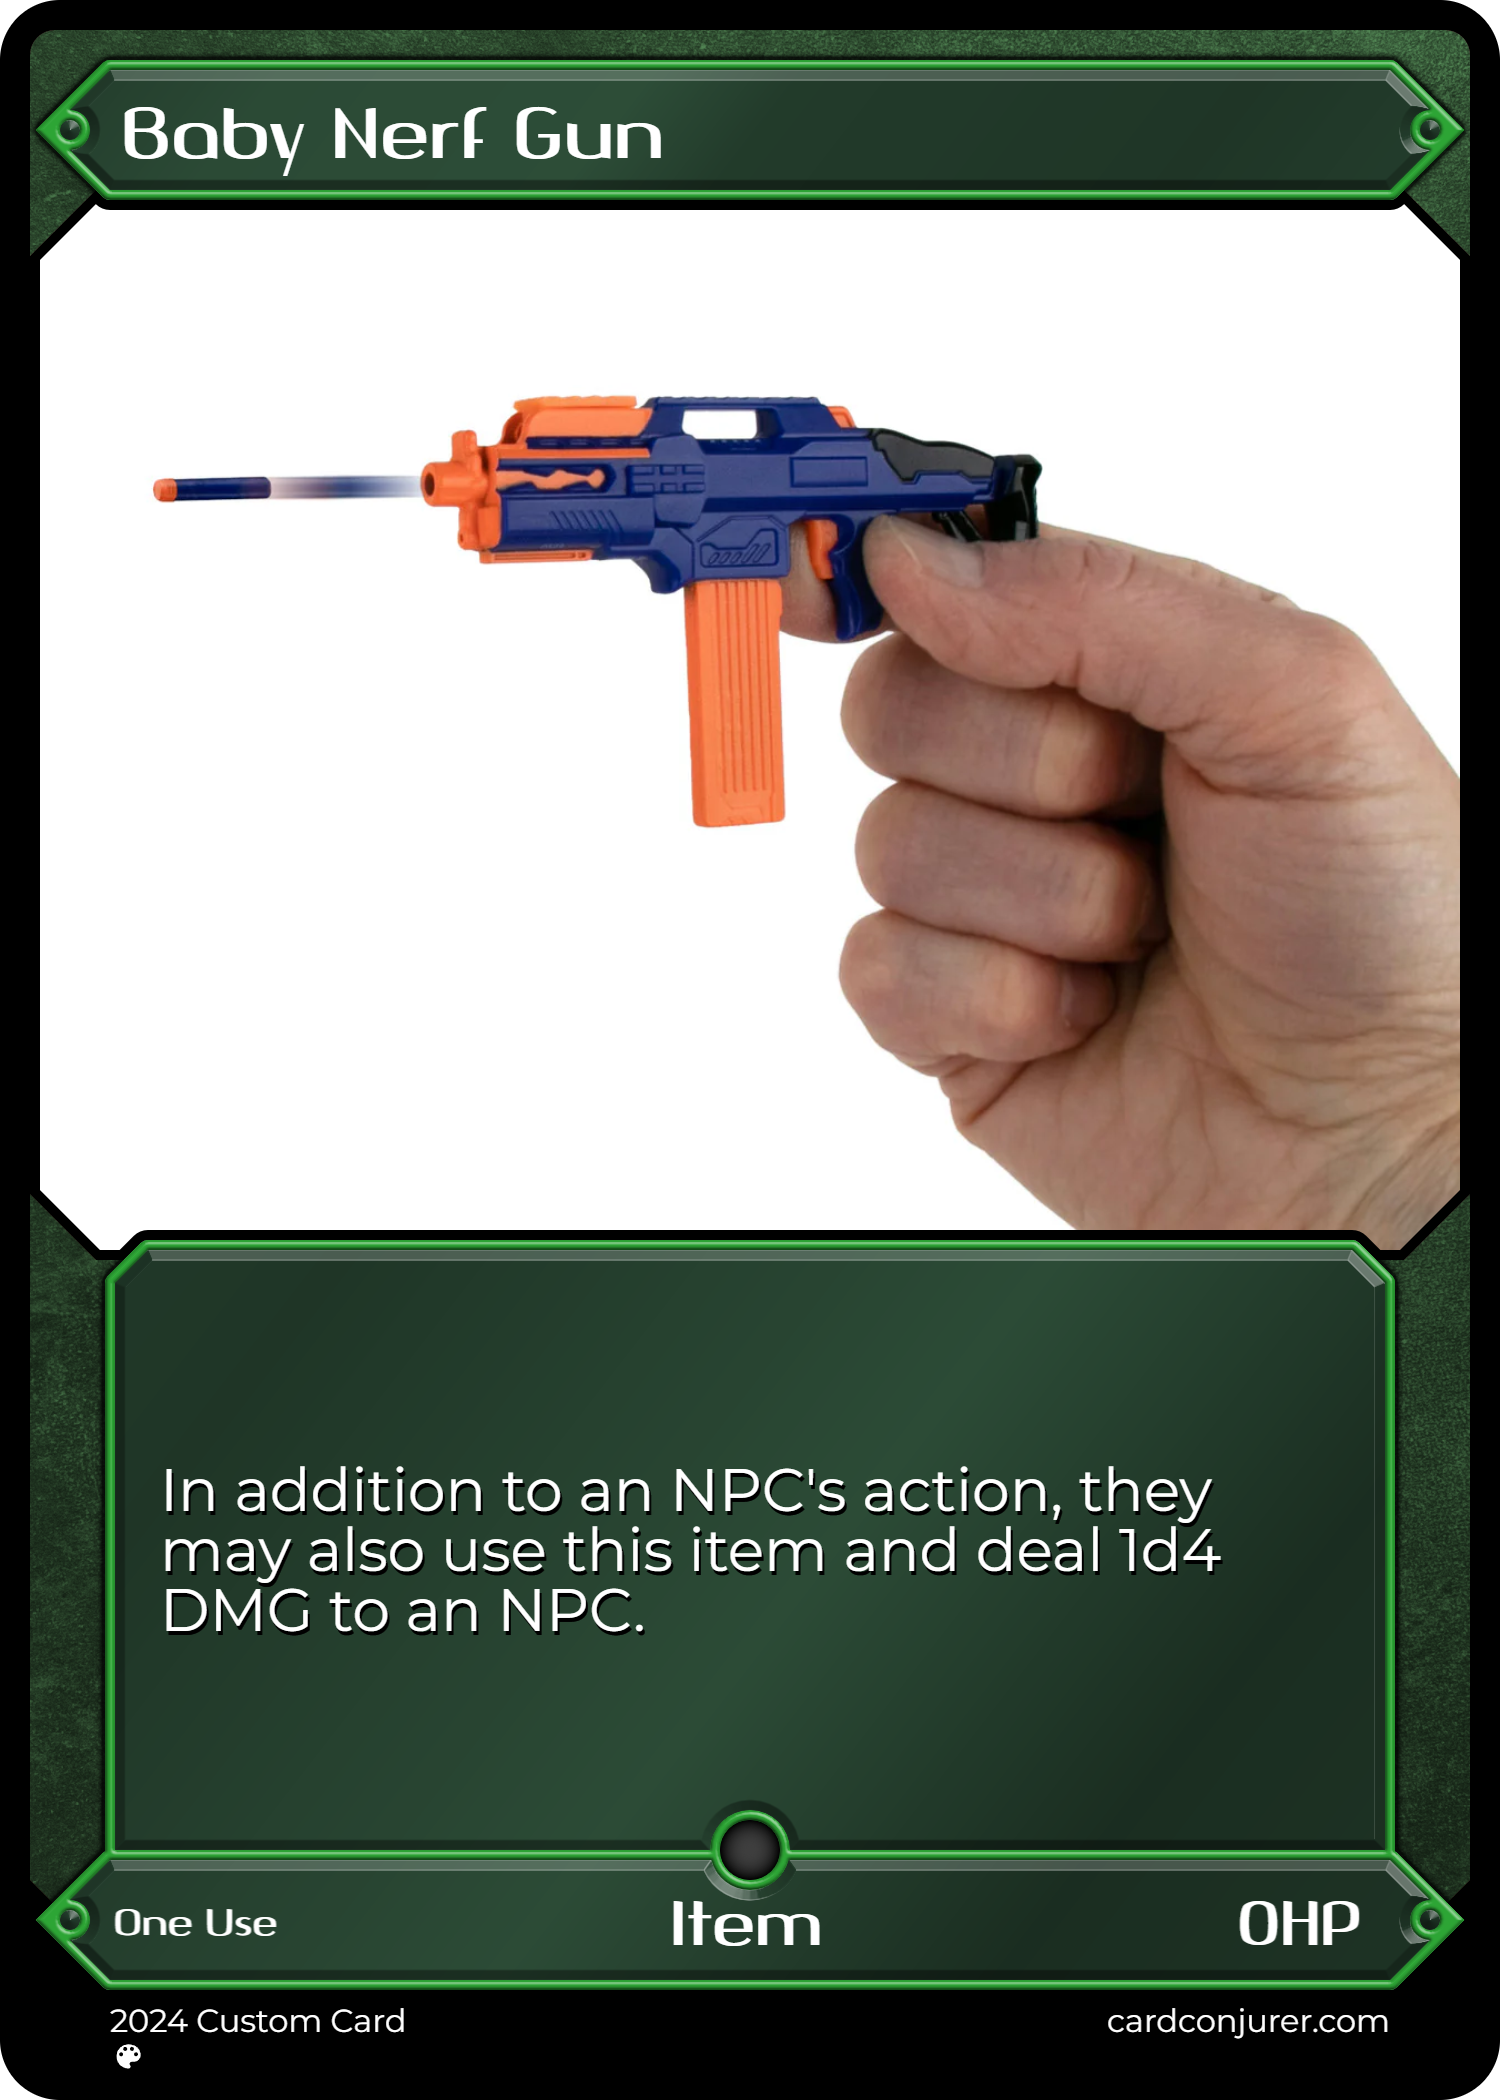 Baby Nerf Gun
In addition to an NPC's action, they
may also use this item and deal 1d4
DMG to an NPC.
One Use
Item
0HP
2024 Custom Card
cardconjurer.com